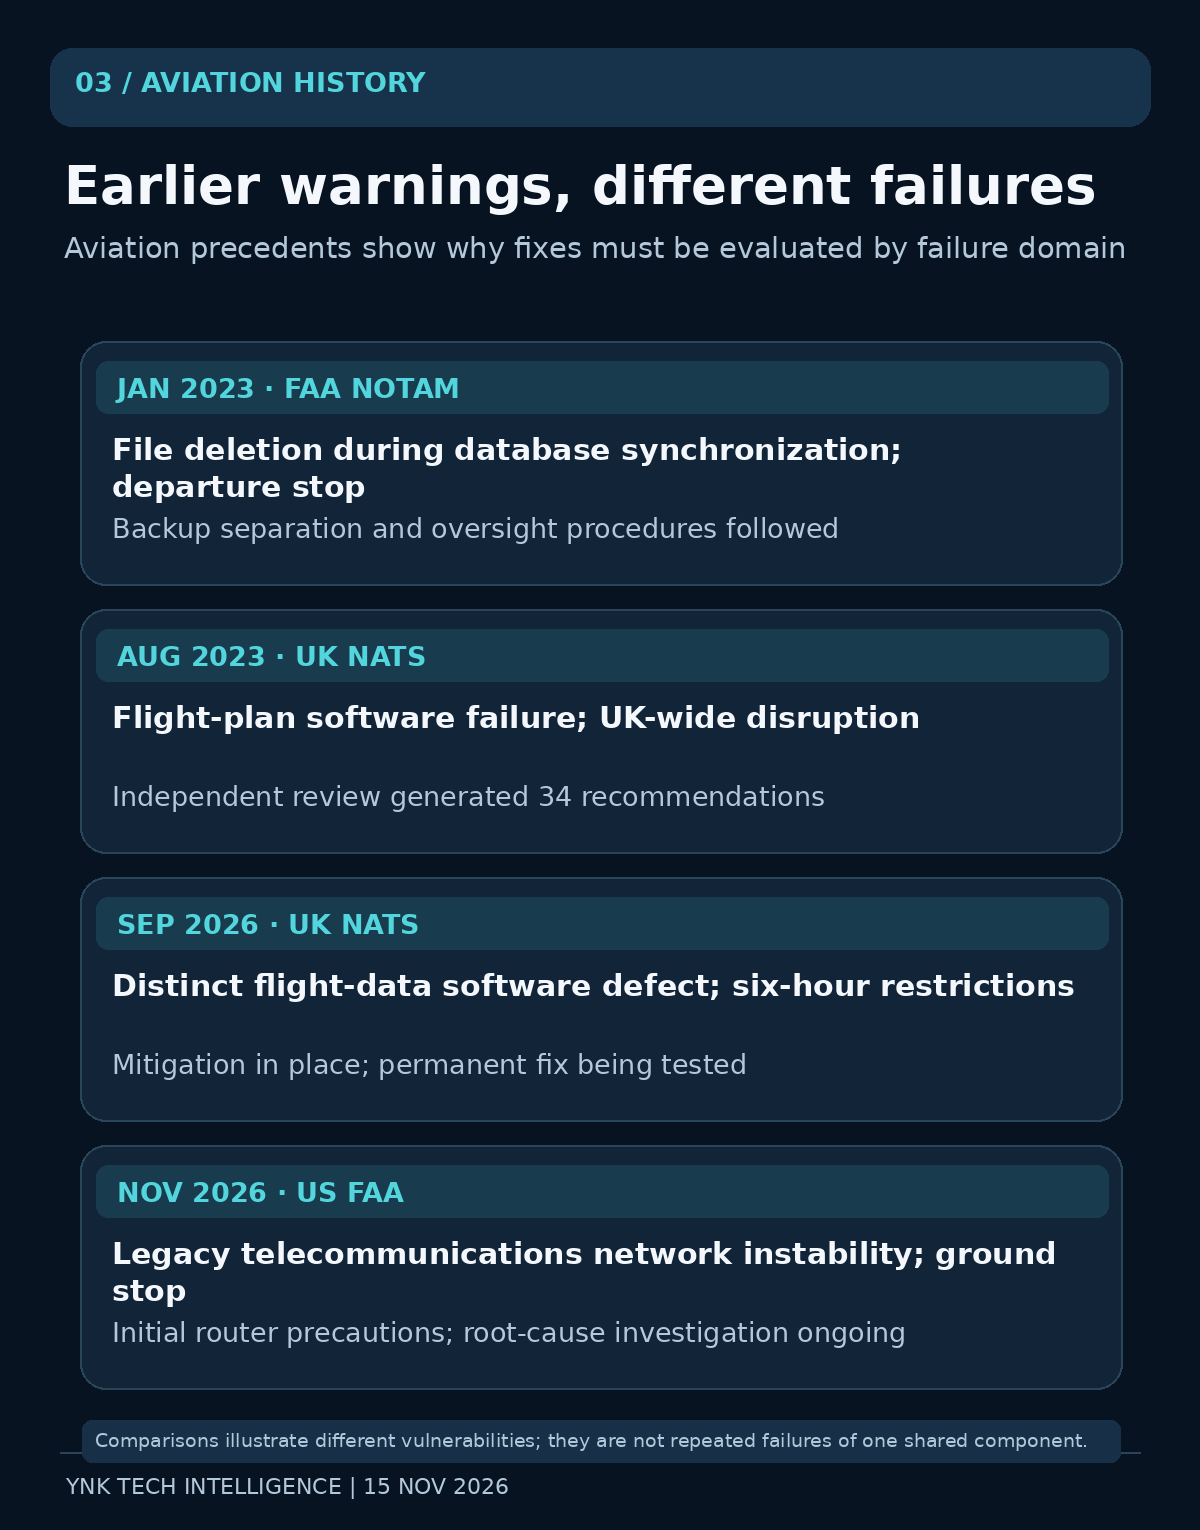 03 / AVIATION HISTORY
Earlier warnings, different failures
Aviation precedents show why fixes must be evaluated by failure domain
JAN 2023 · FAA NOTAM
File deletion during database synchronization;
departure stop
Backup separation and oversight procedures followed
AUG 2023 · UK NATS
Flight-plan software failure; UK-wide disruption
Independent review generated 34 recommendations
SEP 2026 · UK NATS
Distinct flight-data software defect; six-hour restrictions
Mitigation in place; permanent fix being tested
NOV 2026 · US FAA
Legacy telecommunications network instability; ground
stop
Initial router precautions; root-cause investigation ongoing
Comparisons illustrate different vulnerabilities; they are not repeated failures of one shared component.
YNK TECH INTELLIGENCE | 15 NOV 2026